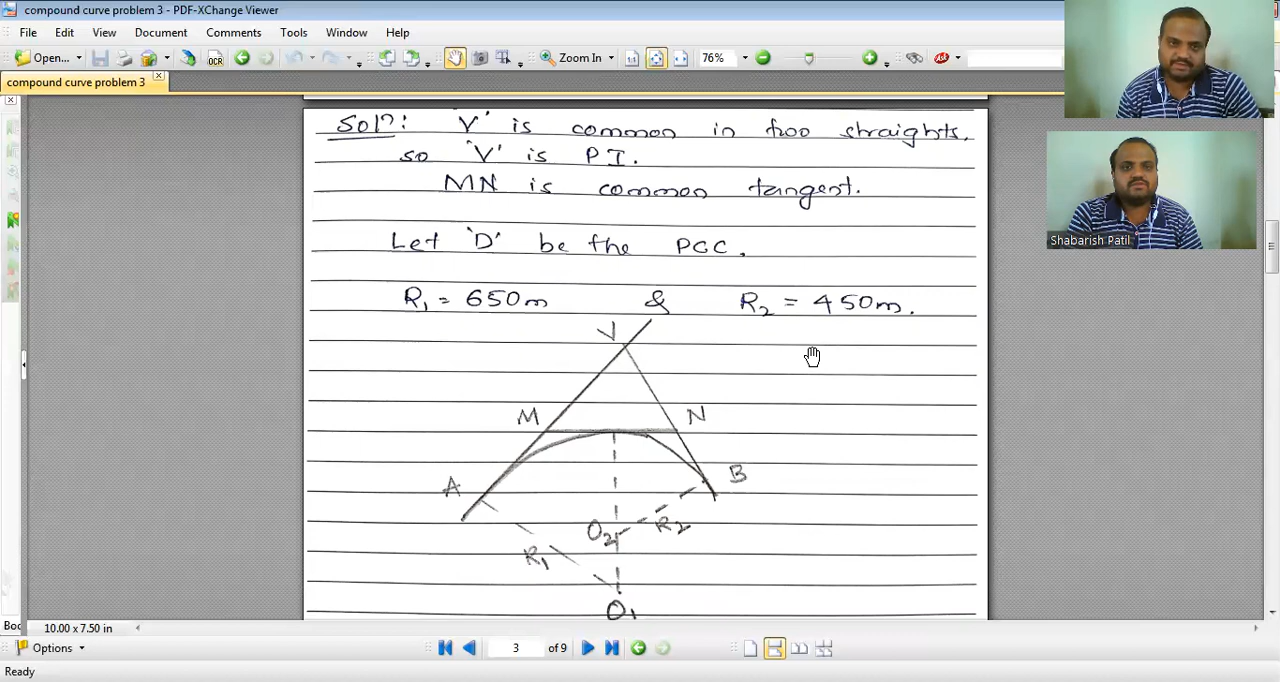 compound curve problem 3 - PDF-XChange Viewer
File Edit View Document Comments Tools Window Help
Open... OCR Zoom In 76%
compound curve problem 3
Soln: 'V' is common in two straights.
so 'V' is PI.
MN is common tangent.
Let 'D' be the PCC.
R1 = 650m & R2 = 450m.
V
M N
A B
O2 R2
R1
O1
Shabarish Patil
10.00 x 7.50 in
Options 3 of 9
Ready